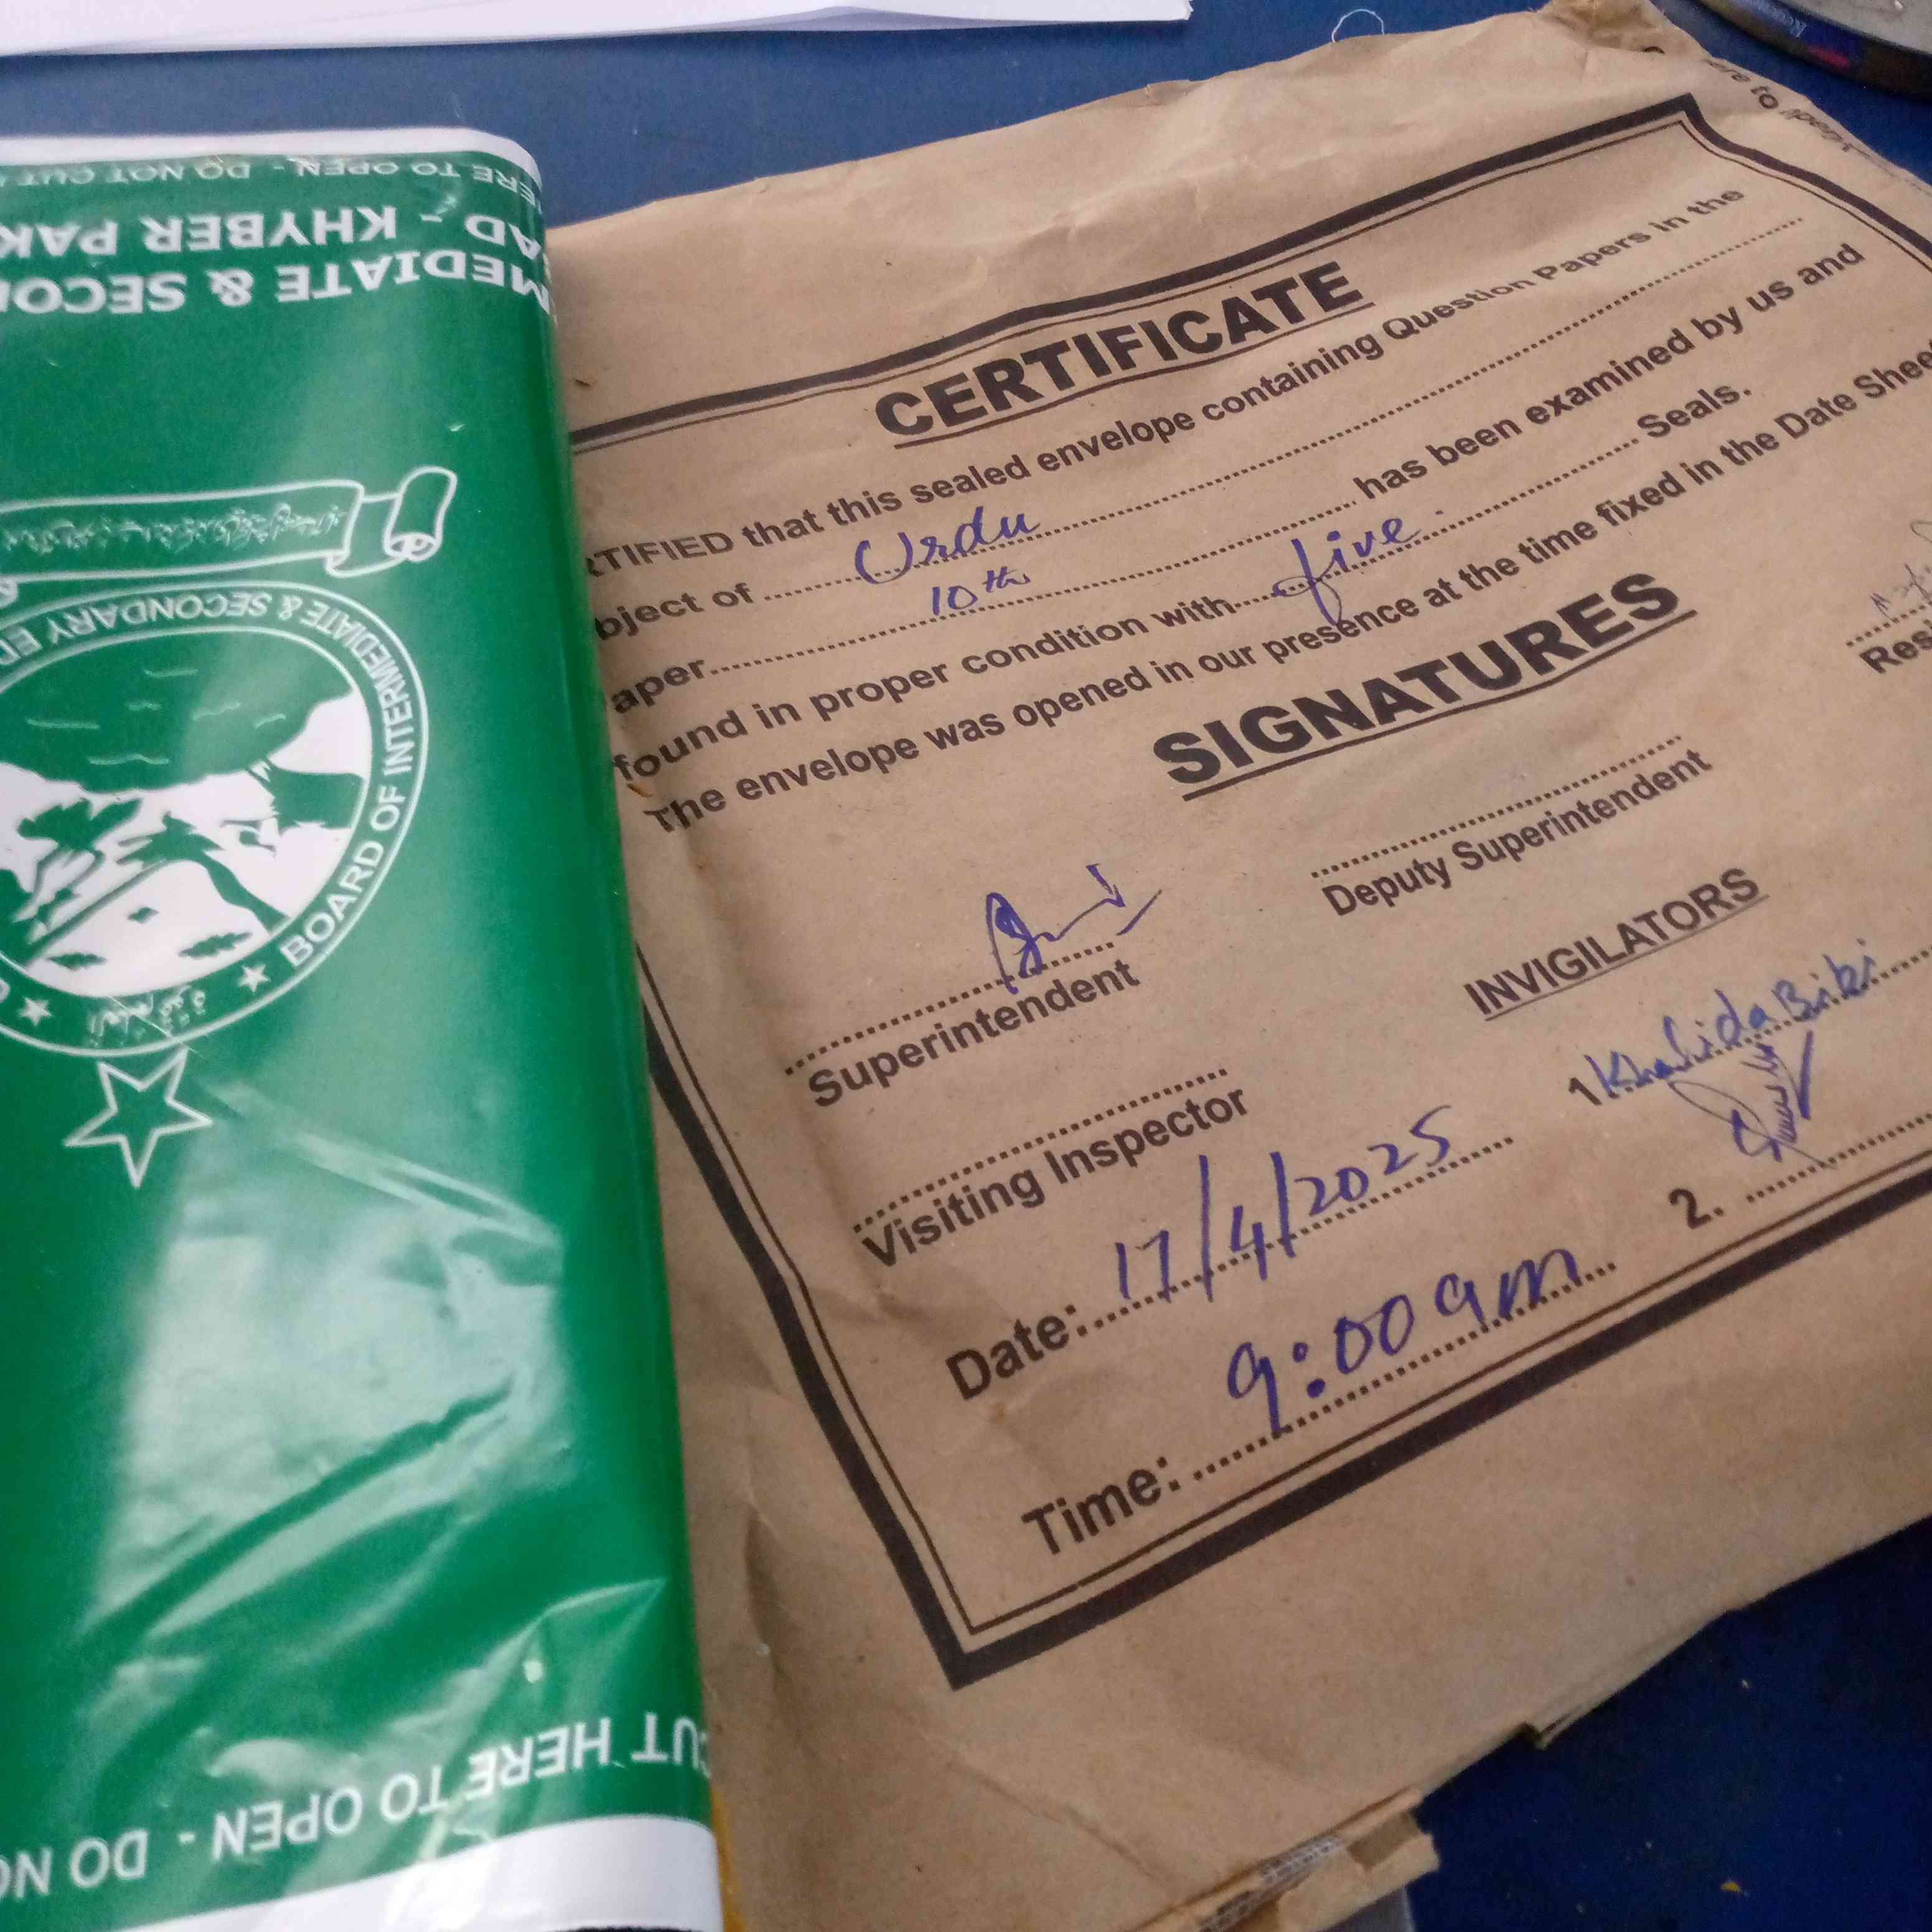 ERE TO OPEN - DO NOT CUT
AD - KHYBER PAK
MEDIATE & SECO
BOARD OF INTERMEDIATE & SECONDARY ED
CUT HERE TO OPEN - DO NO
CERTIFICATE
RTIFIED that this sealed envelope containing Question Papers in the
bject of Urdu
aper 10th has been examined by us and
found in proper condition with five Seals.
The envelope was opened in our presence at the time fixed in the Date Sheet
SIGNATURES
Superintendent
Deputy Superintendent
Res
Visiting Inspector
INVIGILATORS
1 Khalida Bibi
2.
Date: 17/4/2025
Time: 9:00 am